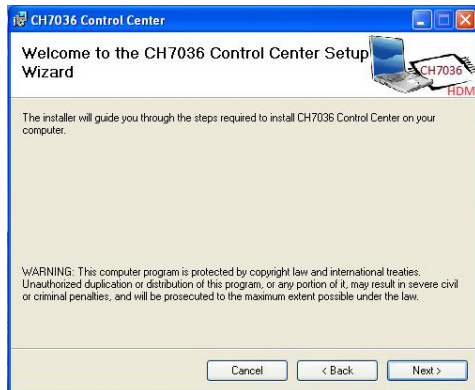 CH7036 Control Center
Welcome to the CH7036 Control Center Setup
Wizard
CH7036
HDM
The installer will guide you through the steps required to install CH7036 Control Center on your
computer.
WARNING: This computer program is protected by copyright law and international treaties.
Unauthorized duplication or distribution of this program, or any portion of it, may result in severe civil
or criminal penalties, and will be prosecuted to the maximum extent possible under the law.
Cancel
< Back
Next >